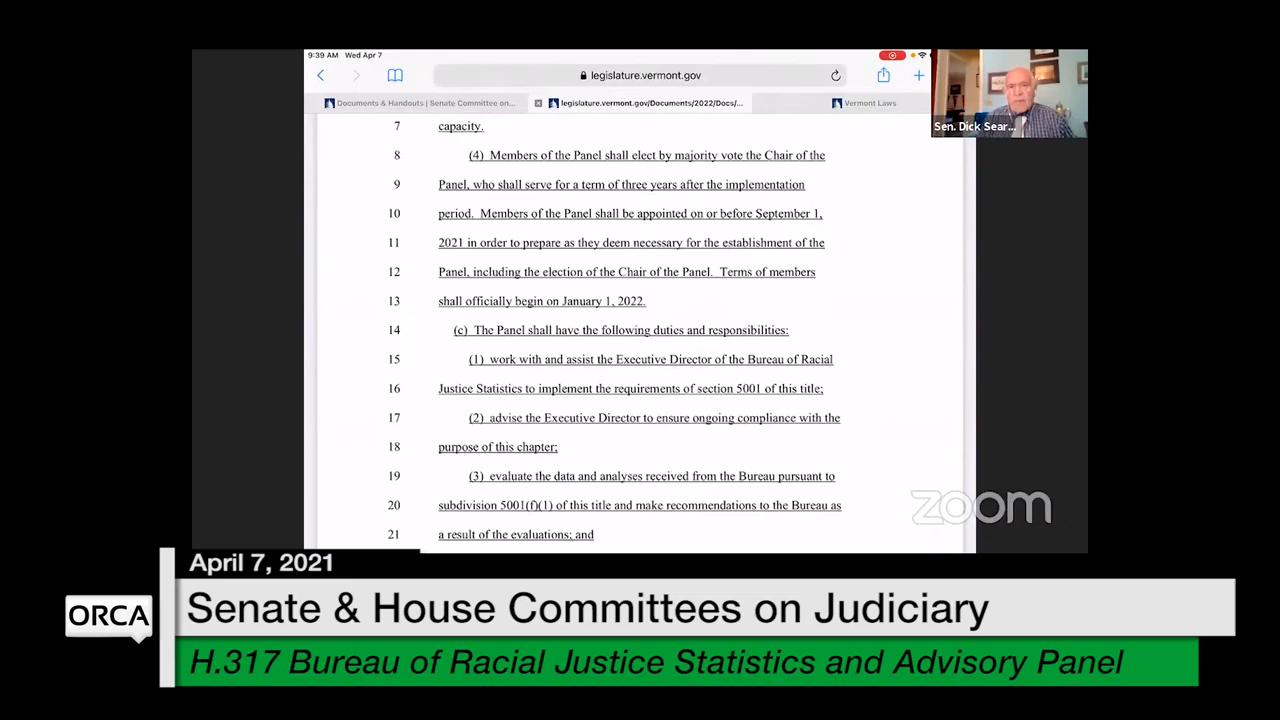 9:39 AM Wed Apr 7
legislature.vermont.gov
Documents & Handouts | Senate Committee on...
legislature.vermont.gov/Documents/2022/Docs/...
Vermont Laws
Sen. Dick Sear...
7 capacity.
8 (4) Members of the Panel shall elect by majority vote the Chair of the
9 Panel, who shall serve for a term of three years after the implementation
10 period. Members of the Panel shall be appointed on or before September 1,
11 2021 in order to prepare as they deem necessary for the establishment of the
12 Panel, including the election of the Chair of the Panel. Terms of members
13 shall officially begin on January 1, 2022.
14 (c) The Panel shall have the following duties and responsibilities:
15 (1) work with and assist the Executive Director of the Bureau of Racial
16 Justice Statistics to implement the requirements of section 5001 of this title;
17 (2) advise the Executive Director to ensure ongoing compliance with the
18 purpose of this chapter;
19 (3) evaluate the data and analyses received from the Bureau pursuant to
20 subdivision 5001(f)(1) of this title and make recommendations to the Bureau as
21 a result of the evaluations; and
zoom
April 7, 2021
ORCA
Senate & House Committees on Judiciary
H.317 Bureau of Racial Justice Statistics and Advisory Panel